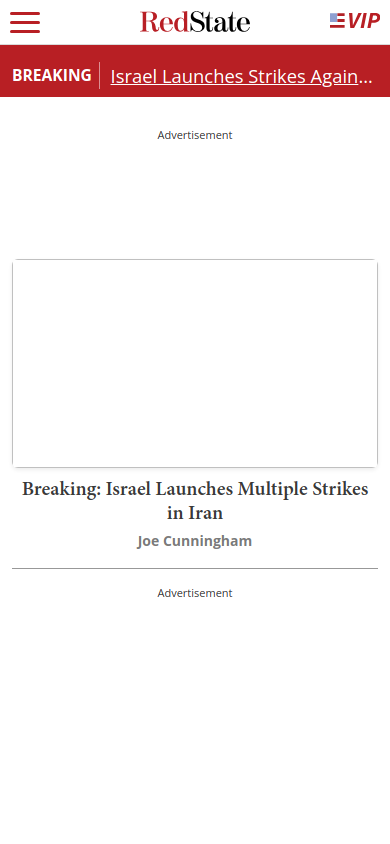 RedState
VIP
BREAKING
Israel Launches Strikes Again...
Advertisement
Breaking: Israel Launches Multiple Strikes
in Iran
Joe Cunningham
Advertisement